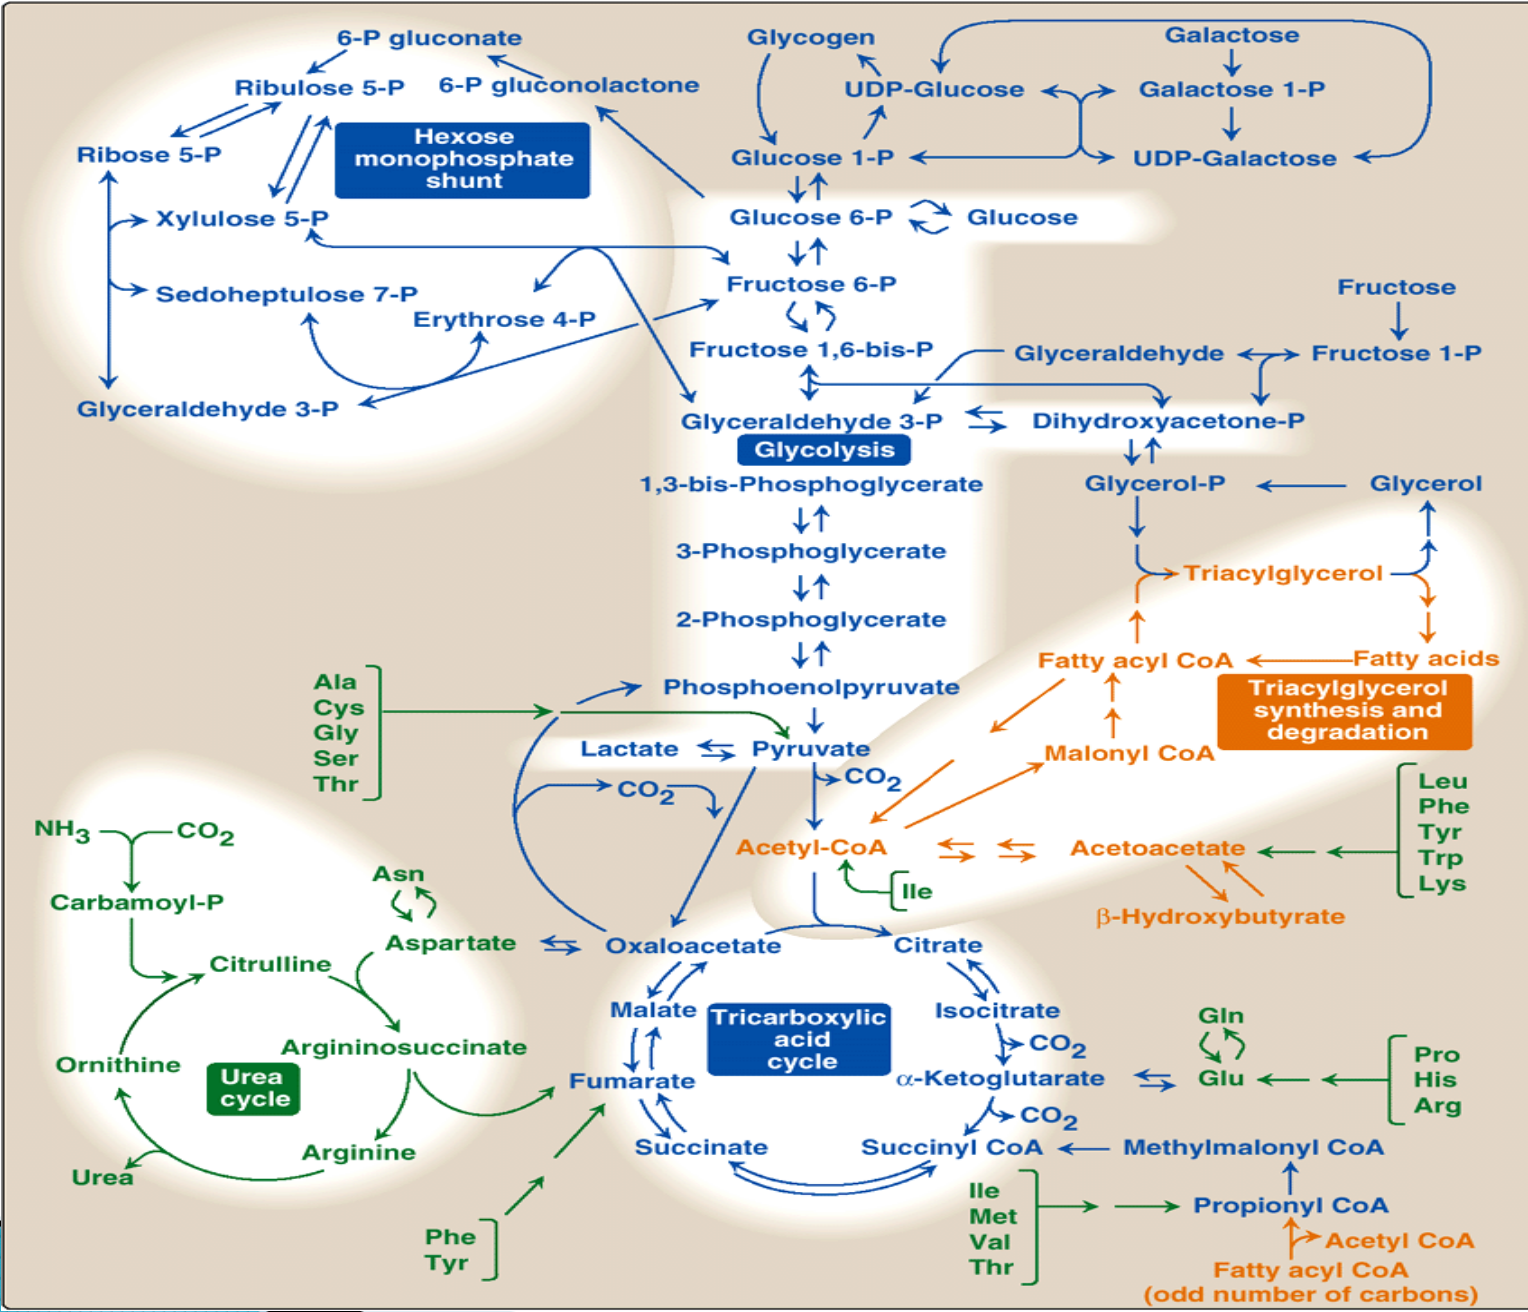 6-P gluconate
Glycogen
Galactose
Ribulose 5-P
6-P gluconolactone
UDP-Glucose
Galactose 1-P
Hexose
monophosphate
shunt
Ribose 5-P
Glucose 1-P
UDP-Galactose
Xylulose 5-P
Glucose 6-P
Glucose
Sedoheptulose 7-P
Fructose 6-P
Fructose
Erythrose 4-P
Fructose 1,6-bis-P
Glyceraldehyde
Fructose 1-P
Glyceraldehyde 3-P
Glyceraldehyde 3-P
Dihydroxyacetone-P
Glycolysis
1,3-bis-Phosphoglycerate
Glycerol-P
Glycerol
3-Phosphoglycerate
Triacylglycerol
2-Phosphoglycerate
Fatty acyl CoA
Fatty acids
Ala
Cys
Gly
Ser
Thr
Phosphoenolpyruvate
Triacylglycerol
synthesis and
degradation
Lactate
Pyruvate
Malonyl CoA
CO2
CO2
Leu
Phe
Tyr
Trp
Lys
NH3
CO2
Acetyl-CoA
Acetoacetate
Asn
Ile
Carbamoyl-P
β-Hydroxybutyrate
Aspartate
Oxaloacetate
Citrate
Citrulline
Malate
Tricarboxylic
acid
cycle
Isocitrate
Gln
Argininosuccinate
CO2
Pro
His
Arg
Ornithine
Urea
cycle
Fumarate
α-Ketoglutarate
Glu
CO2
Arginine
Succinate
Succinyl CoA
Methylmalonyl CoA
Urea
Ile
Met
Val
Thr
Propionyl CoA
Phe
Tyr
Acetyl CoA
Fatty acyl CoA
(odd number of carbons)